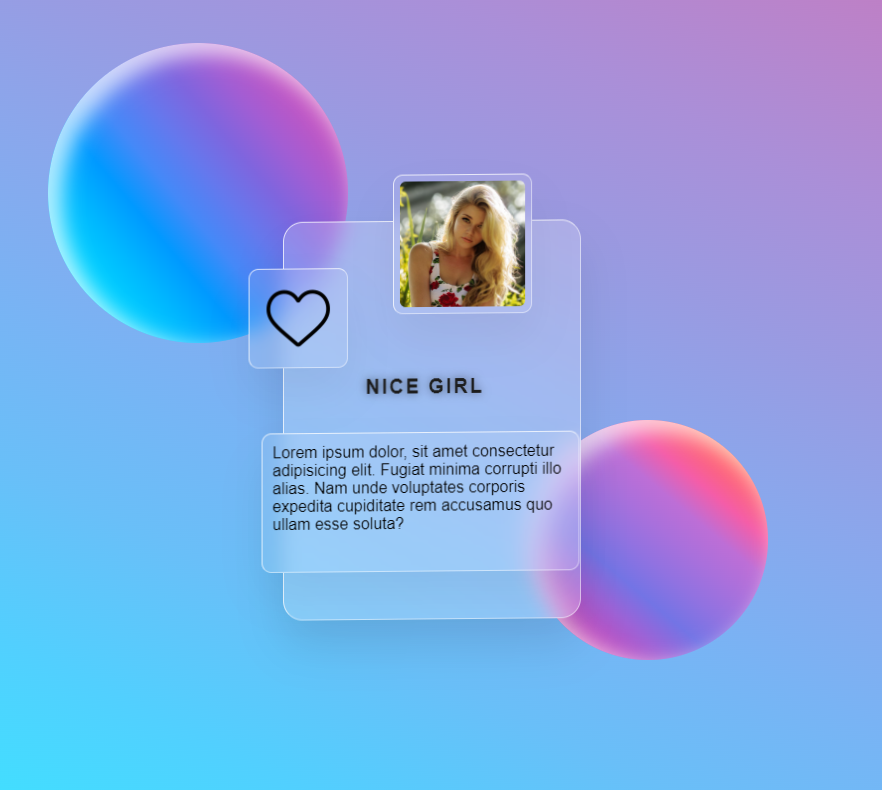 NICE GIRL
Lorem ipsum dolor, sit amet consectetur
adipisicing elit. Fugiat minima corrupti illo
alias. Nam unde voluptates corporis
expedita cupiditate rem accusamus quo
ullam esse soluta?